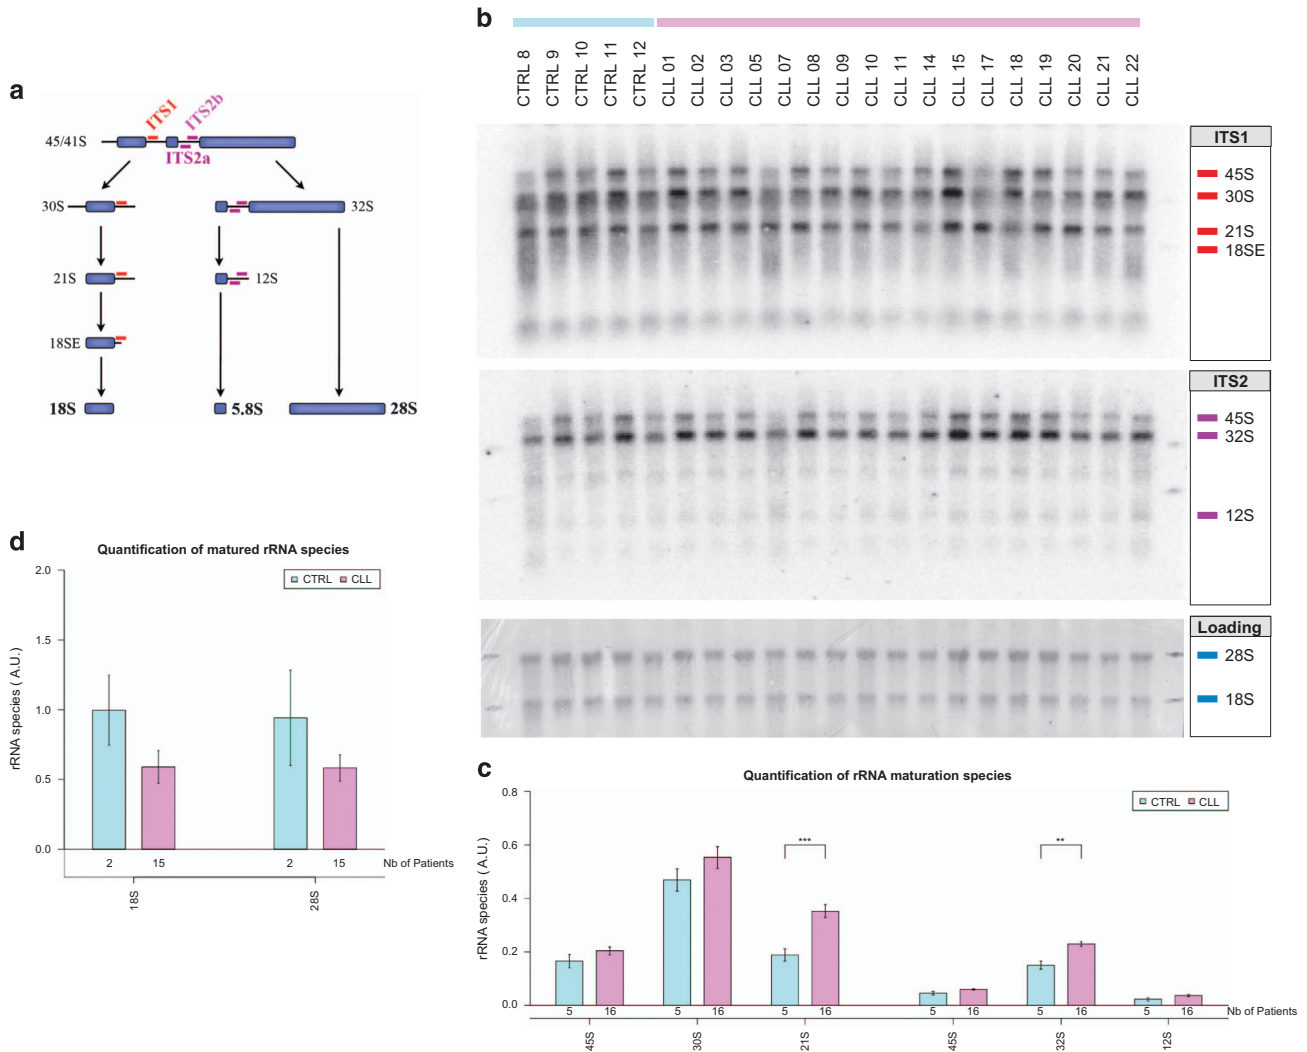 a
ITS1
ITS2b
45/41S
ITS2a
30S
32S
21S
12S
18SE
18S
5.8S
28S
b
CTRL 8
CTRL 9
CTRL 10
CTRL 11
CTRL 12
CLL 01
CLL 02
CLL 03
CLL 05
CLL 07
CLL 08
CLL 09
CLL 10
CLL 11
CLL 14
CLL 15
CLL 17
CLL 18
CLL 19
CLL 20
CLL 21
CLL 22
ITS1
45S
30S
21S
18SE
ITS2
45S
32S
12S
Loading
28S
18S
d
Quantification of matured rRNA species
CTRL CLL
rRNA species ( A.U.)
2.0
1.5
1.0
0.5
0.0
2 15 2 15 Nb of Patients
18S 28S
c
Quantification of rRNA maturation species
CTRL CLL
rRNA species ( A.U.)
0.8
0.6
0.4
0.2
0.0
*** **
5 16 5 16 5 16 5 16 5 16 5 16 Nb of Patients
45S 30S 21S 45S 32S 12S